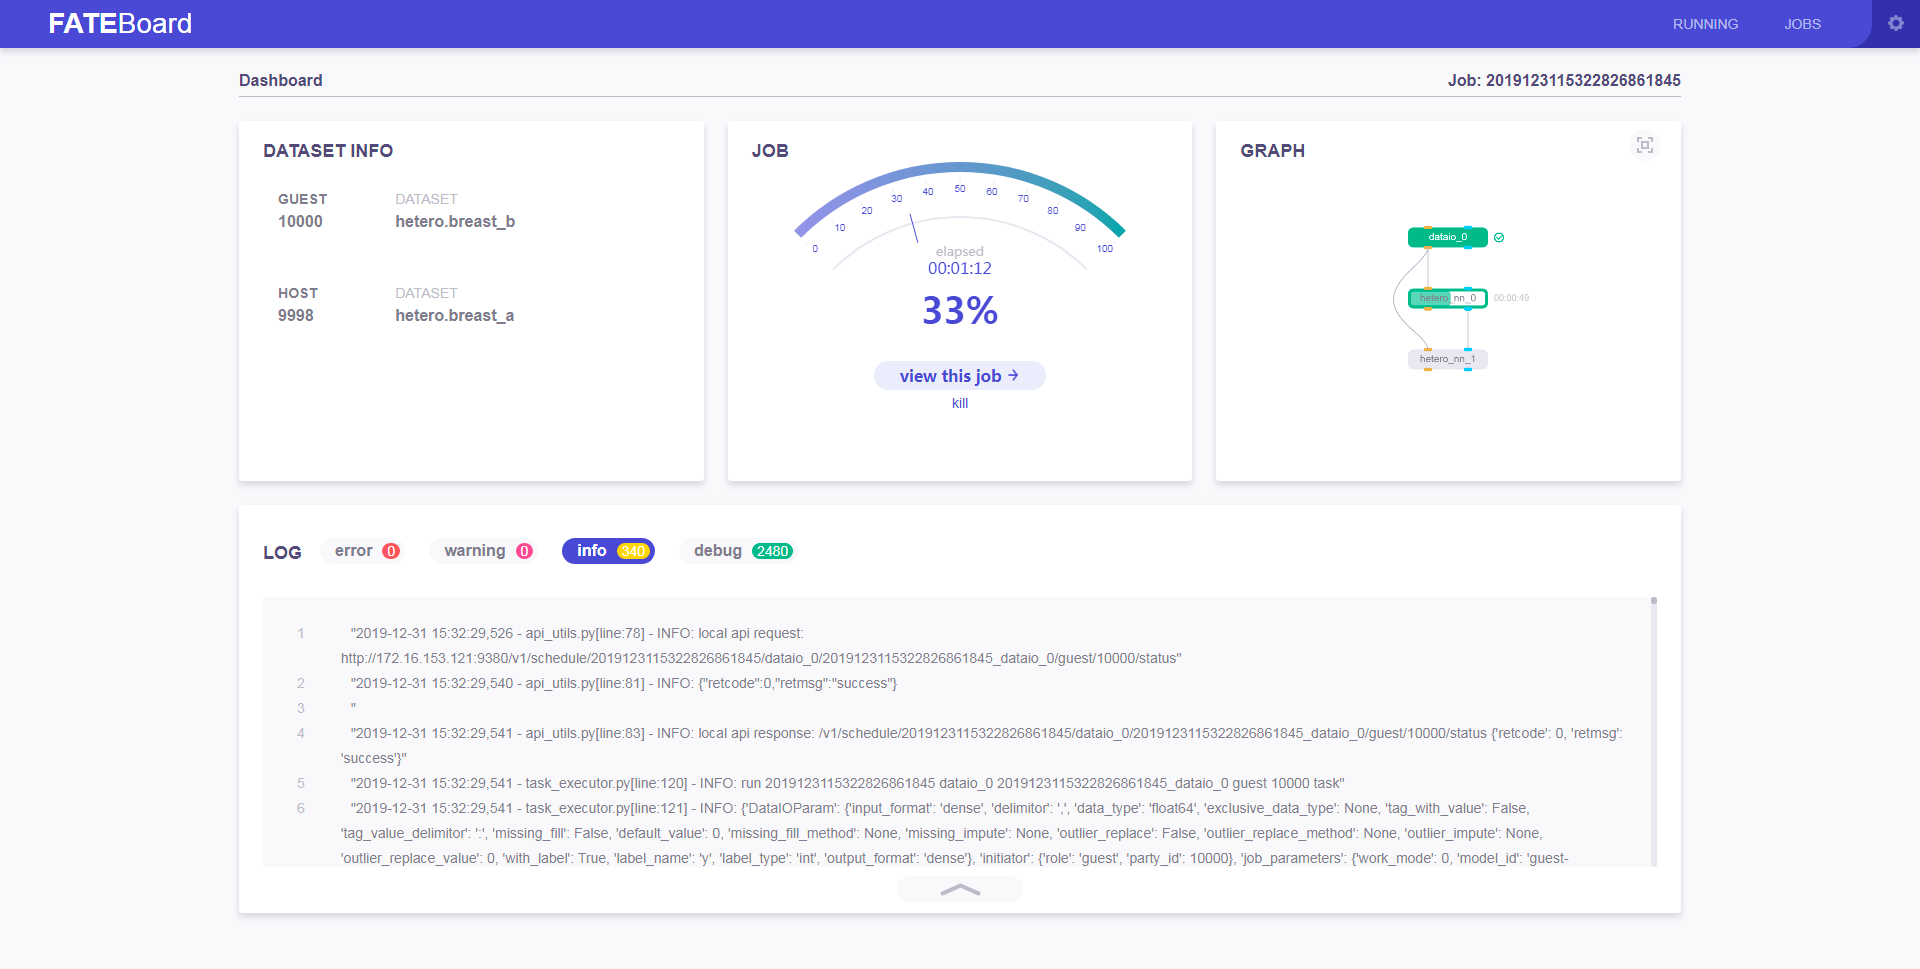 FATEBoard
RUNNING
JOBS
Dashboard
Job: 2019123115322826861845
DATASET INFO
GUEST
DATASET
10000
hetero.breast_b
HOST
DATASET
9998
hetero.breast_a
JOB
0
10
20
30
40
50
60
70
80
90
100
elapsed
00:01:12
33%
view this job →
kill
GRAPH
dataio_0
hetero_nn_0
00:00:49
hetero_nn_1
LOG
error 0
warning 0
info 340
debug 2480
1 "2019-12-31 15:32:29,526 - api_utils.py[line:78] - INFO: local api request:
http://172.16.153.121:9380/v1/schedule/2019123115322826861845/dataio_0/2019123115322826861845_dataio_0/guest/10000/status"
2 "2019-12-31 15:32:29,540 - api_utils.py[line:81] - INFO: {"retcode":0,"retmsg":"success"}
3 "
4 "2019-12-31 15:32:29,541 - api_utils.py[line:83] - INFO: local api response: /v1/schedule/2019123115322826861845/dataio_0/2019123115322826861845_dataio_0/guest/10000/status {'retcode': 0, 'retmsg':
'success'}"
5 "2019-12-31 15:32:29,541 - task_executor.py[line:120] - INFO: run 2019123115322826861845 dataio_0 2019123115322826861845_dataio_0 guest 10000 task"
6 "2019-12-31 15:32:29,541 - task_executor.py[line:121] - INFO: {'DataIOParam': {'input_format': 'dense', 'delimitor': ',', 'data_type': 'float64', 'exclusive_data_type': None, 'tag_with_value': False,
'tag_value_delimitor': ':', 'missing_fill': False, 'default_value': 0, 'missing_fill_method': None, 'missing_impute': None, 'outlier_replace': False, 'outlier_replace_method': None, 'outlier_impute': None,
'outlier_replace_value': 0, 'with_label': True, 'label_name': 'y', 'label_type': 'int', 'output_format': 'dense'}, 'initiator': {'role': 'guest', 'party_id': 10000}, 'job_parameters': {'work_mode': 0, 'model_id': 'guest-